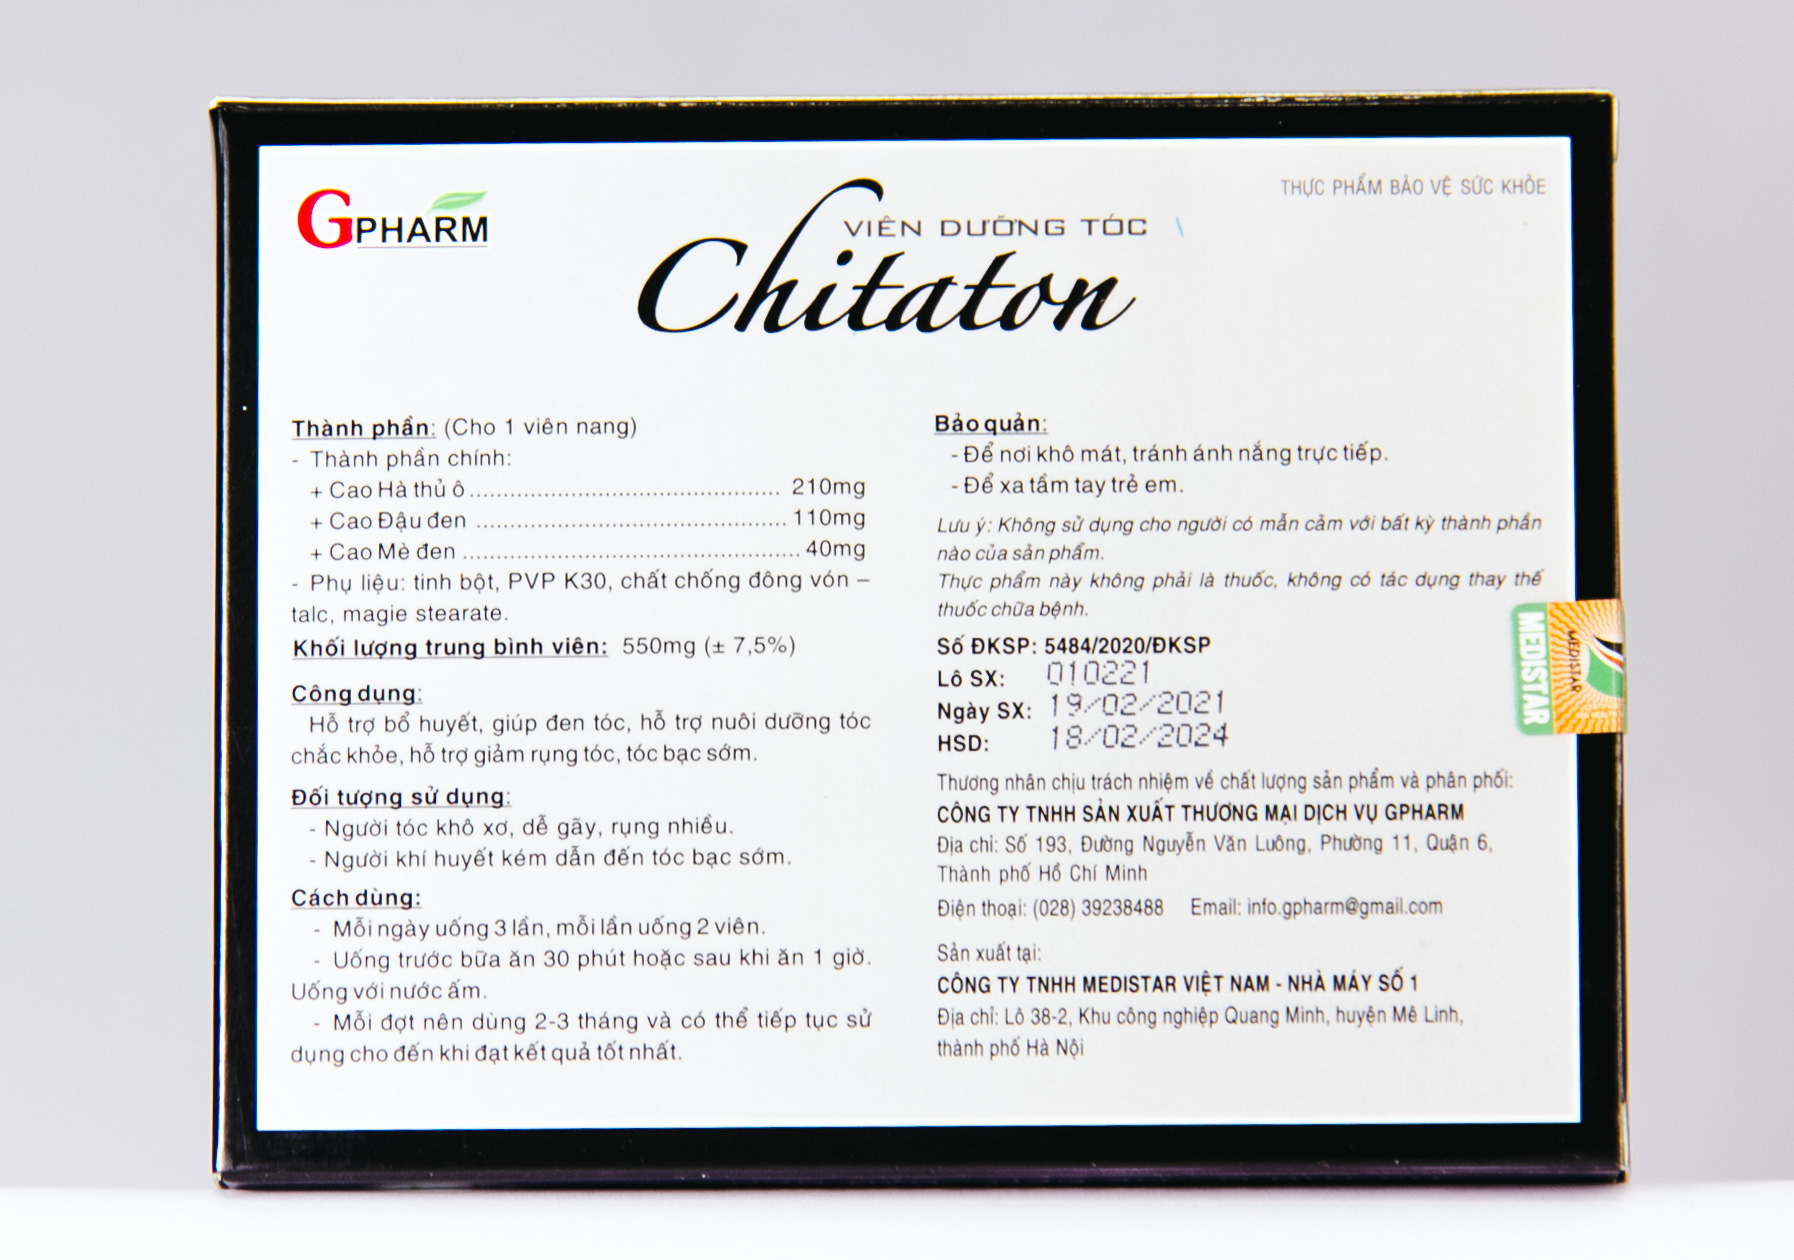 GPHARM
THỰC PHẨM BẢO VỆ SỨC KHỎE
VIÊN DƯỠNG TÓC
Chitaton
Thành phần: (Cho 1 viên nang)
- Thành phần chính:
+ Cao Hà thủ ô ............................................. 210mg
+ Cao Đậu đen ............................................. 110mg
+ Cao Mè đen ................................................. 40mg
- Phụ liệu: tinh bột, PVP K30, chất chống đông vón –
talc, magie stearate.
Khối lượng trung bình viên: 550mg (± 7,5%)
Công dụng:
Hỗ trợ bổ huyết, giúp đen tóc, hỗ trợ nuôi dưỡng tóc
chắc khỏe, hỗ trợ giảm rụng tóc, tóc bạc sớm.
Đối tượng sử dụng:
- Người tóc khô xơ, dễ gãy, rụng nhiều.
- Người khí huyết kém dẫn đến tóc bạc sớm.
Cách dùng:
- Mỗi ngày uống 3 lần, mỗi lần uống 2 viên.
- Uống trước bữa ăn 30 phút hoặc sau khi ăn 1 giờ.
Uống với nước ấm.
- Mỗi đợt nên dùng 2-3 tháng và có thể tiếp tục sử
dụng cho đến khi đạt kết quả tốt nhất.
Bảo quản:
- Để nơi khô mát, tránh ánh nắng trực tiếp.
- Để xa tầm tay trẻ em.
Lưu ý: Không sử dụng cho người có mẫn cảm với bất kỳ thành phần
nào của sản phẩm.
Thực phẩm này không phải là thuốc, không có tác dụng thay thế
thuốc chữa bệnh.
Số ĐKSP: 5484/2020/ĐKSP
Lô SX: 010221
Ngày SX: 19/02/2021
HSD: 18/02/2024
Thương nhân chịu trách nhiệm về chất lượng sản phẩm và phân phối:
CÔNG TY TNHH SẢN XUẤT THƯƠNG MẠI DỊCH VỤ GPHARM
Địa chỉ: Số 193, Đường Nguyễn Văn Luông, Phường 11, Quận 6,
Thành phố Hồ Chí Minh
Điện thoại: (028) 39238488 Email: info.gpharm@gmail.com
Sản xuất tại:
CÔNG TY TNHH MEDISTAR VIỆT NAM - NHÀ MÁY SỐ 1
Địa chỉ: Lô 38-2, Khu công nghiệp Quang Minh, huyện Mê Linh,
thành phố Hà Nội
MEDISTAR
MEDISTAR